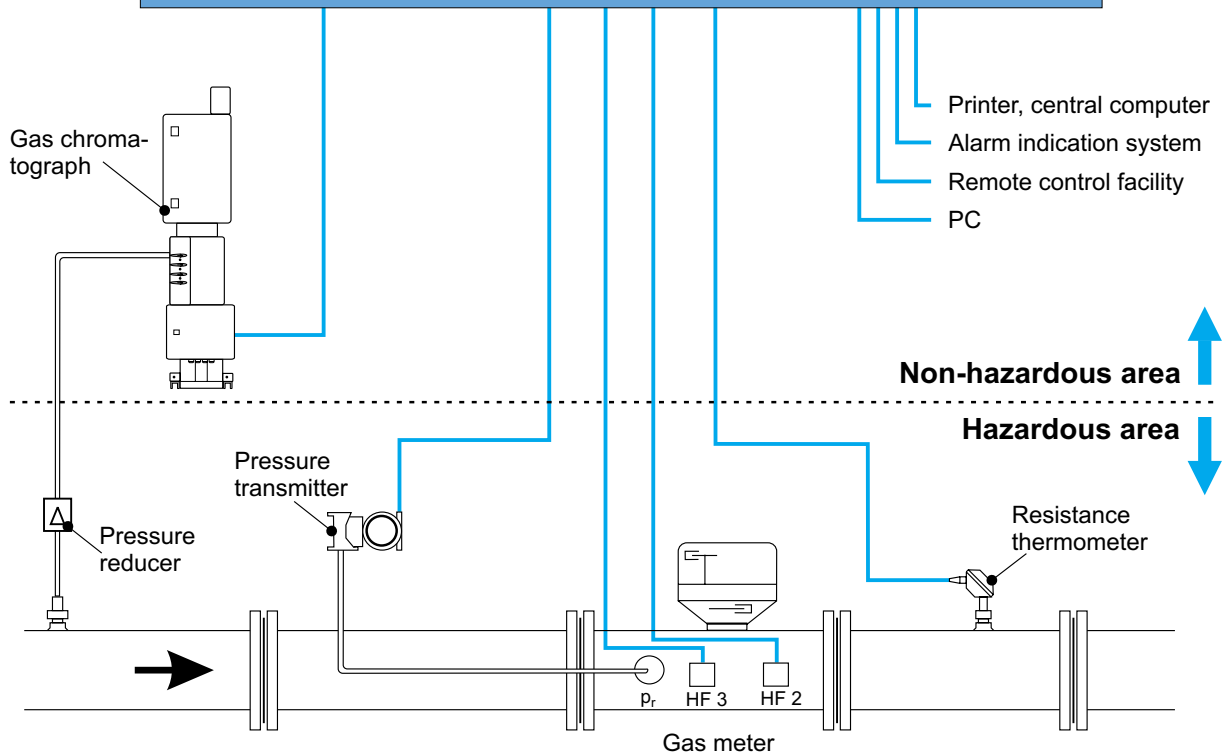 Printer, central computer
Gas chroma-
tograph
Alarm indication system
Remote control facility
PC
Non-hazardous area
Hazardous area
Pressure
transmitter
Pressure
reducer
Resistance
thermometer
pr
HF 3
HF 2
Gas meter